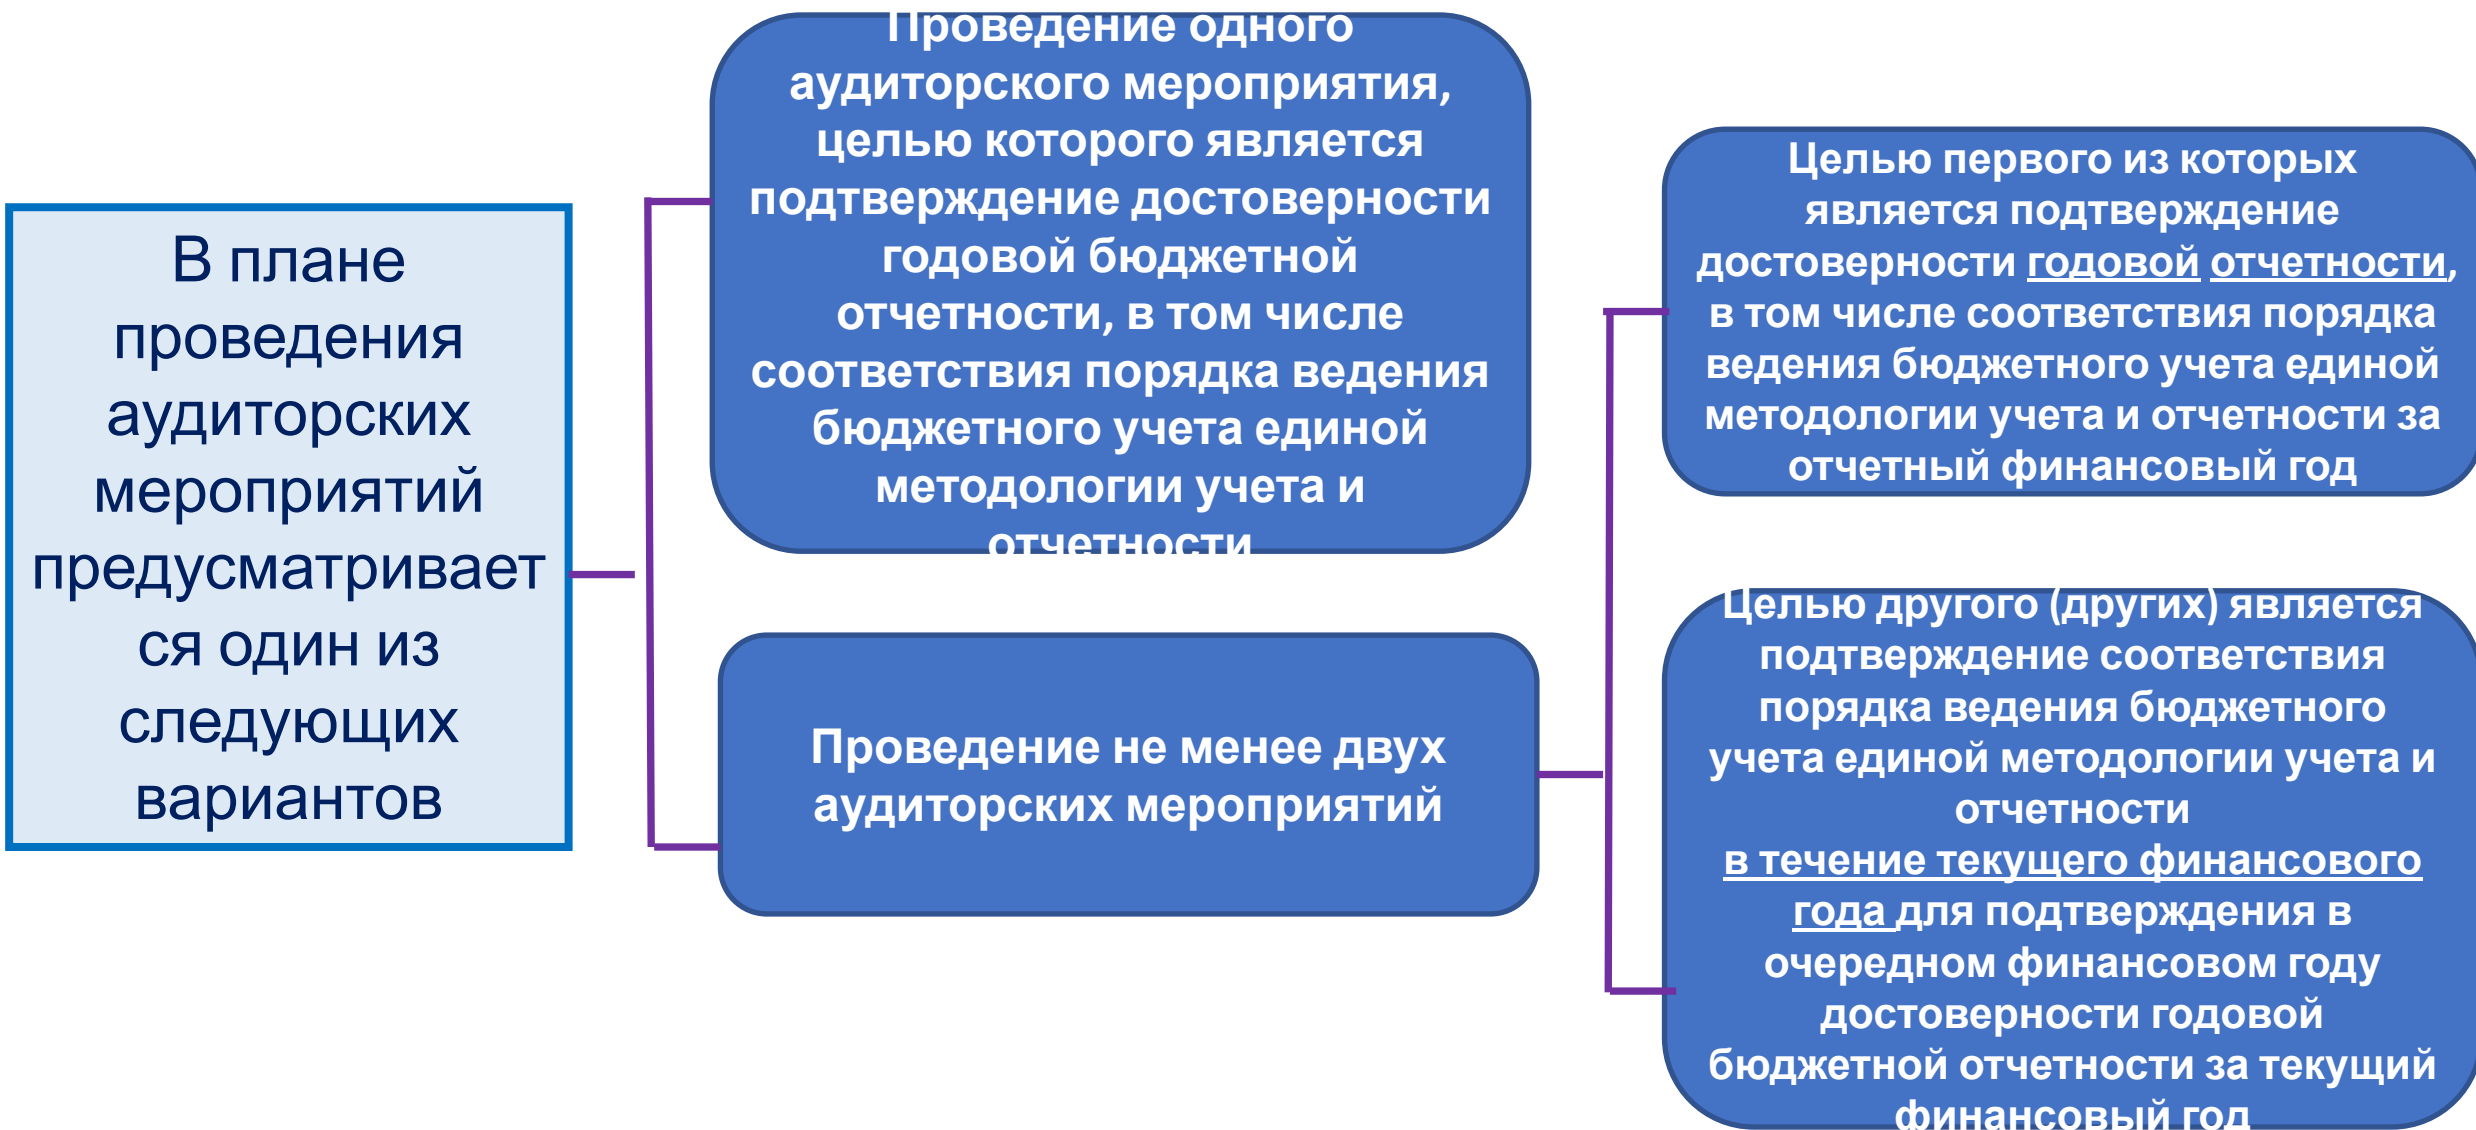 В плане
проведения
аудиторских
мероприятий
предусматривает
ся один из
следующих
вариантов
Проведение одного
аудиторского мероприятия,
целью которого является
подтверждение достоверности
годовой бюджетной
отчетности, в том числе
соответствия порядка ведения
бюджетного учета единой
методологии учета и
отчетности
Проведение не менее двух
аудиторских мероприятий
Целью первого из которых
является подтверждение
достоверности годовой отчетности,
в том числе соответствия порядка
ведения бюджетного учета единой
методологии учета и отчетности за
отчетный финансовый год
Целью другого (других) является
подтверждение соответствия
порядка ведения бюджетного
учета единой методологии учета и
отчетности
в течение текущего финансового
года для подтверждения в
очередном финансовом году
достоверности годовой
бюджетной отчетности за текущий
финансовый год